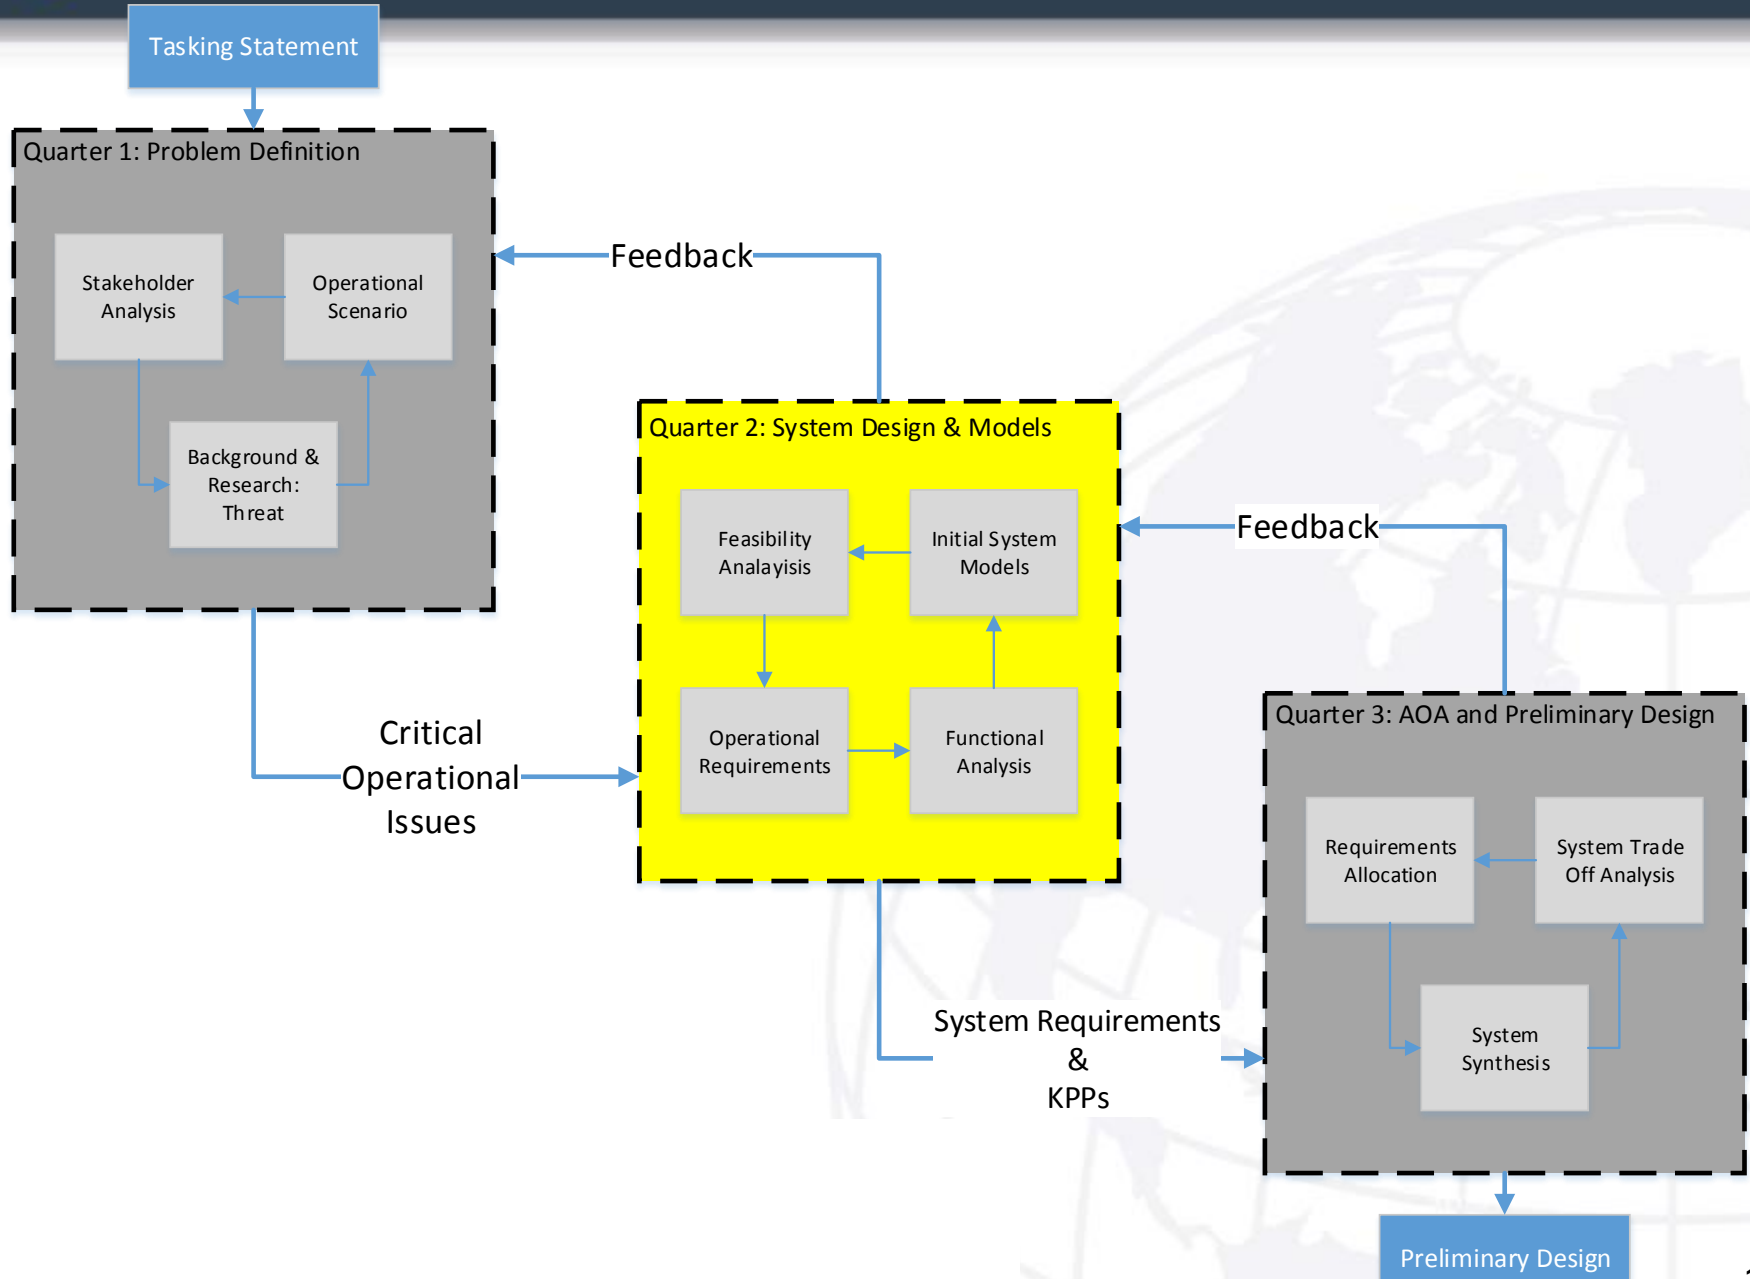 Tasking Statement
Quarter 1: Problem Definition
Stakeholder
Analysis
Operational
Scenario
Background &
Research:
Threat
Feedback
Critical
Operational
Issues
Quarter 2: System Design & Models
Feasibility
Analayisis
Initial System
Models
Operational
Requirements
Functional
Analysis
Feedback
System Requirements
&
KPPs
Quarter 3: AOA and Preliminary Design
Requirements
Allocation
System Trade
Off Analysis
System
Synthesis
Preliminary Design